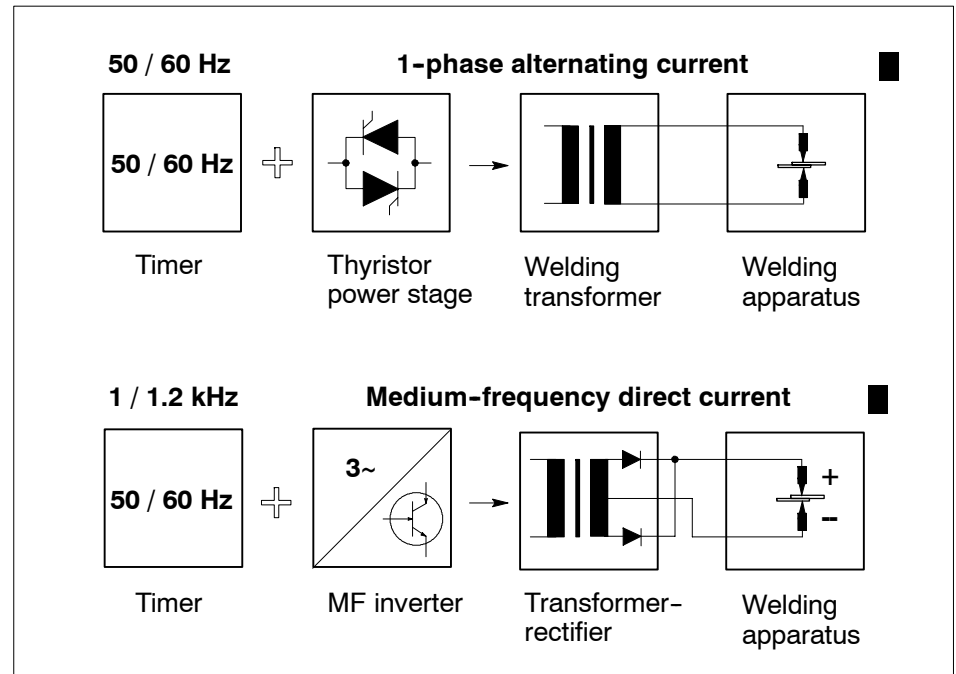 50 / 60 Hz
1-phase alternating current
50 / 60 Hz
Timer
Thyristor
power stage
Welding
transformer
Welding
apparatus
1 / 1.2 kHz
Medium-frequency direct current
50 / 60 Hz
3~
+
--
Timer
MF inverter
Transformer-
rectifier
Welding
apparatus